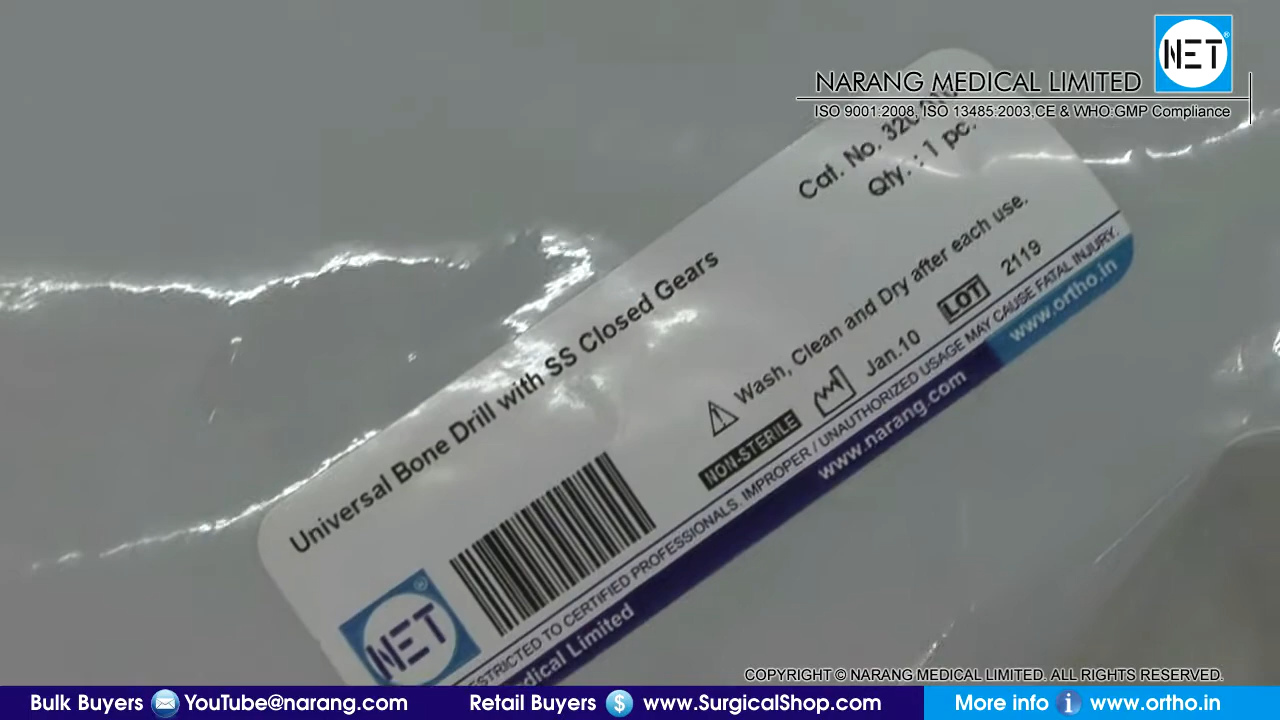 NET®
NARANG MEDICAL LIMITED
ISO 9001:2008, ISO 13485:2003,CE & WHO:GMP Compliance
Cat. No.
Qty. : 1 pc.
Universal Bone Drill with SS Closed Gears
Wash, Clean and Dry after each use.
NON-STERILE Jan.10 LOT 2119
TO CERTIFIED PROFESSIONALS. IMPROPER / UNAUTHORIZED USAGE MAY CAUSE FATAL INJURY.
NET®
Limited www.narang.com www.ortho.in
COPYRIGHT © NARANG MEDICAL LIMITED. ALL RIGHTS RESERVED.
Bulk Buyers YouTube@narang.com Retail Buyers $ www.SurgicalShop.com More info i www.ortho.in